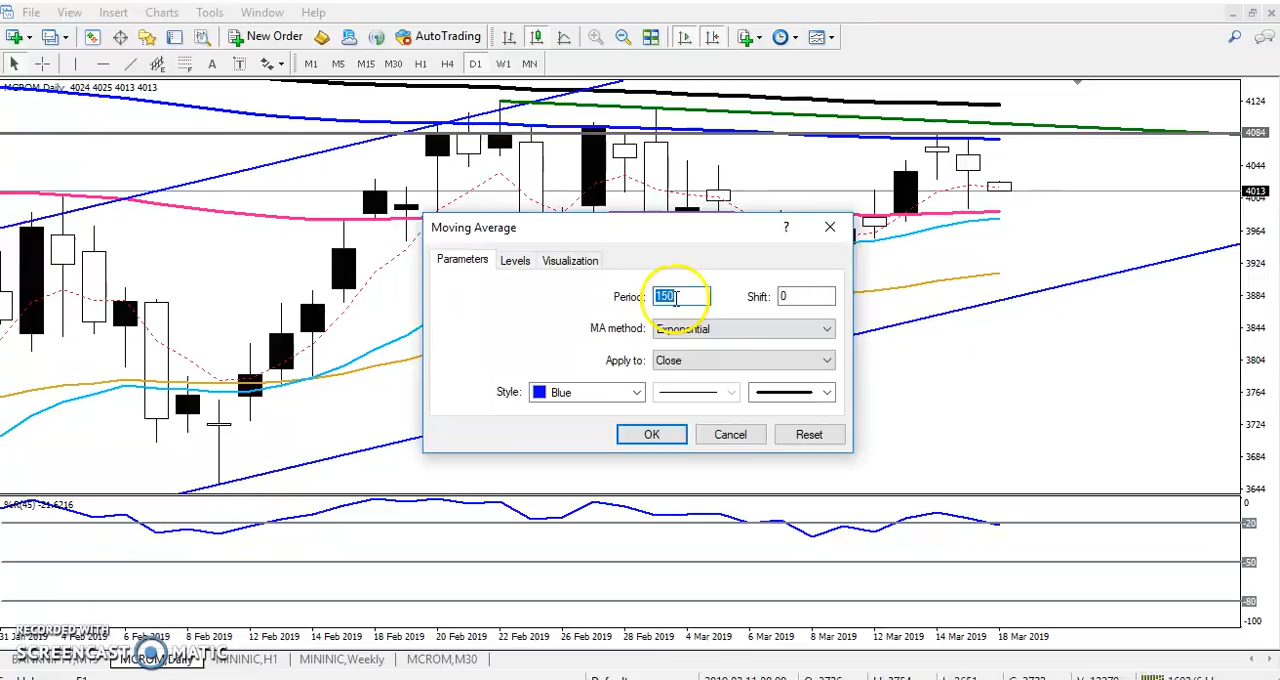 File View Insert Charts Tools Window Help
New Order AutoTrading
A T M1 M5 M15 M30 H1 H4 D1 W1 MN
MCROM,Daily 4024 4025 4013 4013
4124
4084
4044
4013
4004
3964
3924
3884
3844
3804
3764
3724
3684
3644
Moving Average ?
Parameters Levels Visualization
Period: 150 Shift: 0
MA method: Exponential
Apply to: Close
Style: Blue
OK Cancel Reset
%R(45) -21.6216
0
-20
-50
-80
-100
31 Jan 2019 4 Feb 2019 6 Feb 2019 8 Feb 2019 12 Feb 2019 14 Feb 2019 18 Feb 2019 20 Feb 2019 22 Feb 2019 26 Feb 2019 28 Feb 2019 4 Mar 2019 6 Mar 2019 8 Mar 2019 12 Mar 2019 14 Mar 2019 18 Mar 2019
RECORDED WITH
SCREENCAST MATIC
MCROM,Daily MININIC,H1 MININIC,Weekly MCROM,M30